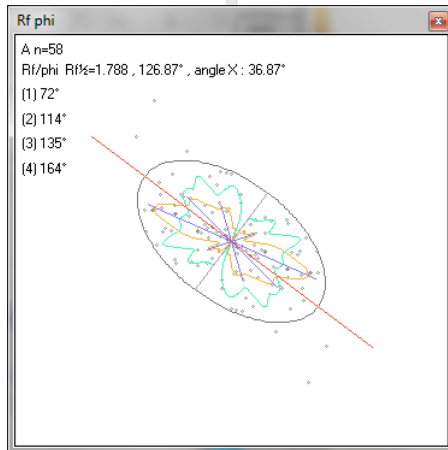 Rf phi
A n=58
Rf/phi Rf½=1.788 , 126.87° , angle X : 36.87°
(1) 72°
(2) 114°
(3) 135°
(4) 164°